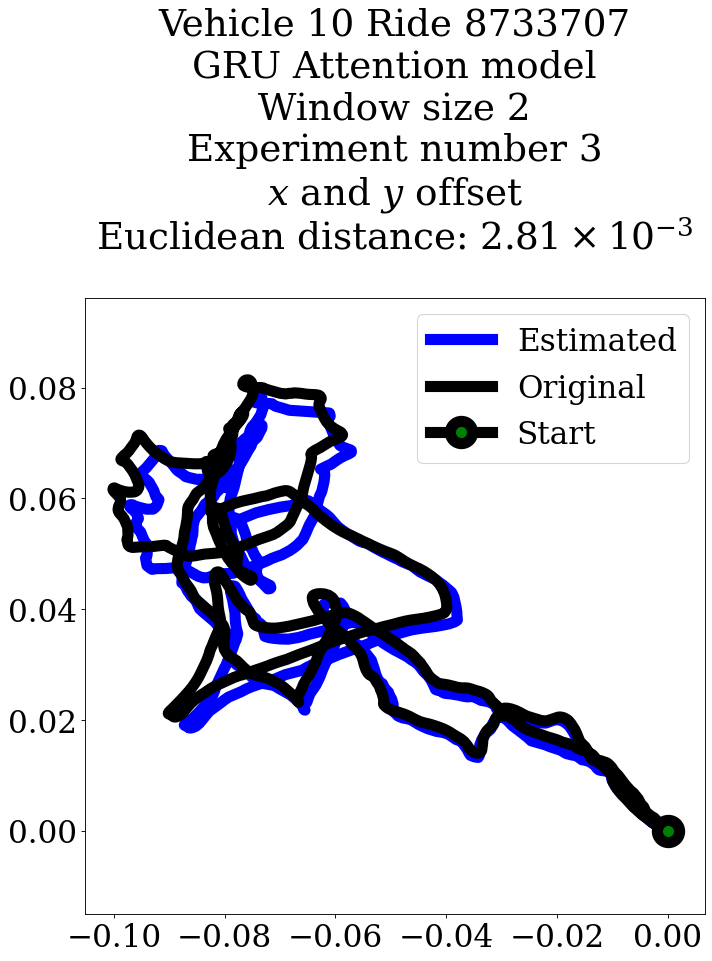 Vehicle 10 Ride 8733707
GRU Attention model
Window size 2
Experiment number 3
x and y offset
Euclidean distance: 2.81 × 10⁻³
Estimated
Original
Start
0.08
0.06
0.04
0.02
0.00
−0.10 −0.08 −0.06 −0.04 −0.02 0.00